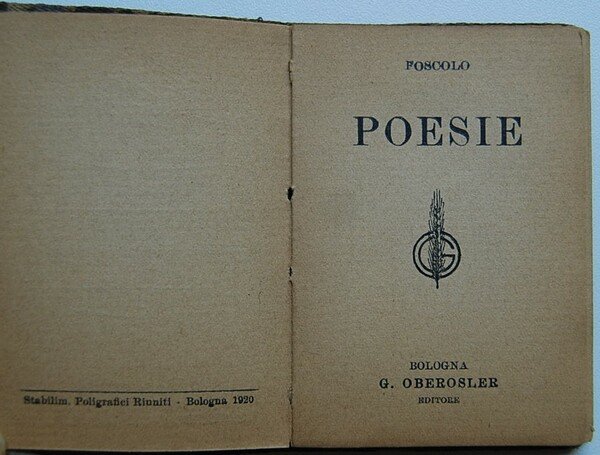 Stabilim. Poligrafici Riuniti - Bologna 1920
FOSCOLO
POESIE
G
BOLOGNA
G. OBEROSLER
EDITORE